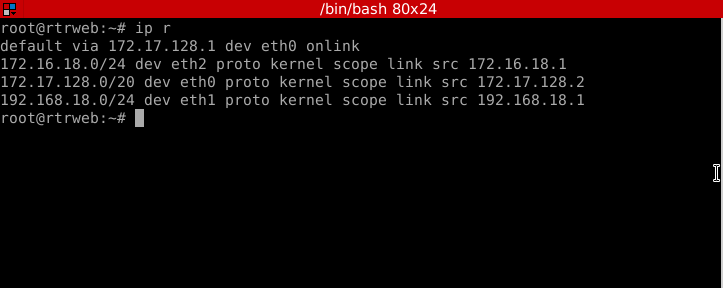 /bin/bash 80x24
root@rtrweb:~# ip r
default via 172.17.128.1 dev eth0 onlink
172.16.18.0/24 dev eth2 proto kernel scope link src 172.16.18.1
172.17.128.0/20 dev eth0 proto kernel scope link src 172.17.128.2
192.168.18.0/24 dev eth1 proto kernel scope link src 192.168.18.1
root@rtrweb:~#